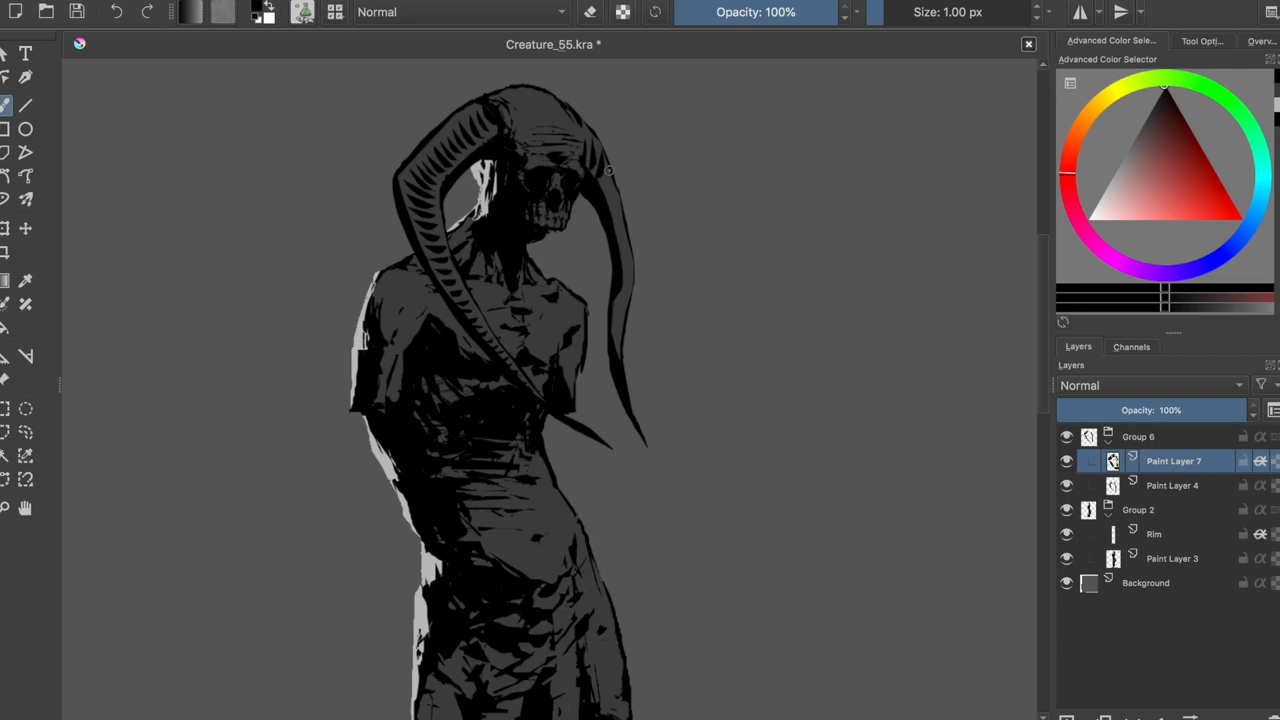 Normal
Opacity: 100%
Size: 1.00 px
Creature_55.kra *
Advanced Color Sele...
Tool Opti...
Overv...
Advanced Color Selector
Layers
Channels
Layers
Normal
Opacity: 100%
Group 6
Paint Layer 7
Paint Layer 4
Group 2
Rim
Paint Layer 3
Background